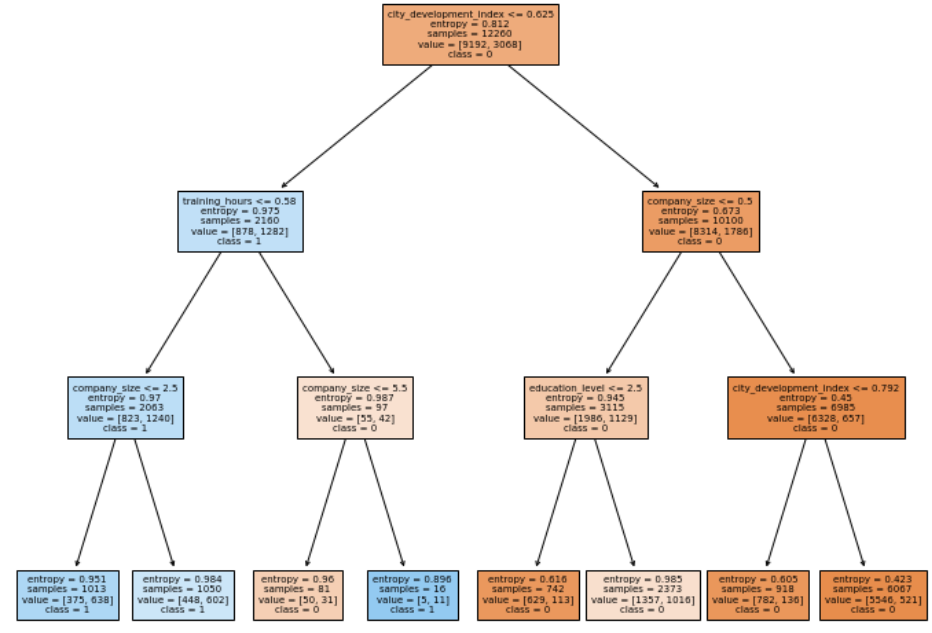 city_development_index <= 0.625
entropy = 0.812
samples = 12260
value = [9192, 3068]
class = 0
training_hours <= 0.58
entropy = 0.975
samples = 2160
value = [878, 1282]
class = 1
company_size <= 0.5
entropy = 0.673
samples = 10100
value = [8314, 1786]
class = 0
company_size <= 2.5
entropy = 0.97
samples = 2063
value = [823, 1240]
class = 1
company_size <= 5.5
entropy = 0.987
samples = 97
value = [55, 42]
class = 0
education_level <= 2.5
entropy = 0.945
samples = 3115
value = [1986, 1129]
class = 0
city_development_index <= 0.792
entropy = 0.45
samples = 6985
value = [6328, 657]
class = 0
entropy = 0.951
samples = 1013
value = [375, 638]
class = 1
entropy = 0.984
samples = 1050
value = [448, 602]
class = 1
entropy = 0.96
samples = 81
value = [50, 31]
class = 0
entropy = 0.896
samples = 16
value = [5, 11]
class = 1
entropy = 0.616
samples = 742
value = [629, 113]
class = 0
entropy = 0.985
samples = 2373
value = [1357, 1016]
class = 0
entropy = 0.605
samples = 918
value = [782, 136]
class = 0
entropy = 0.423
samples = 6067
value = [5546, 521]
class = 0